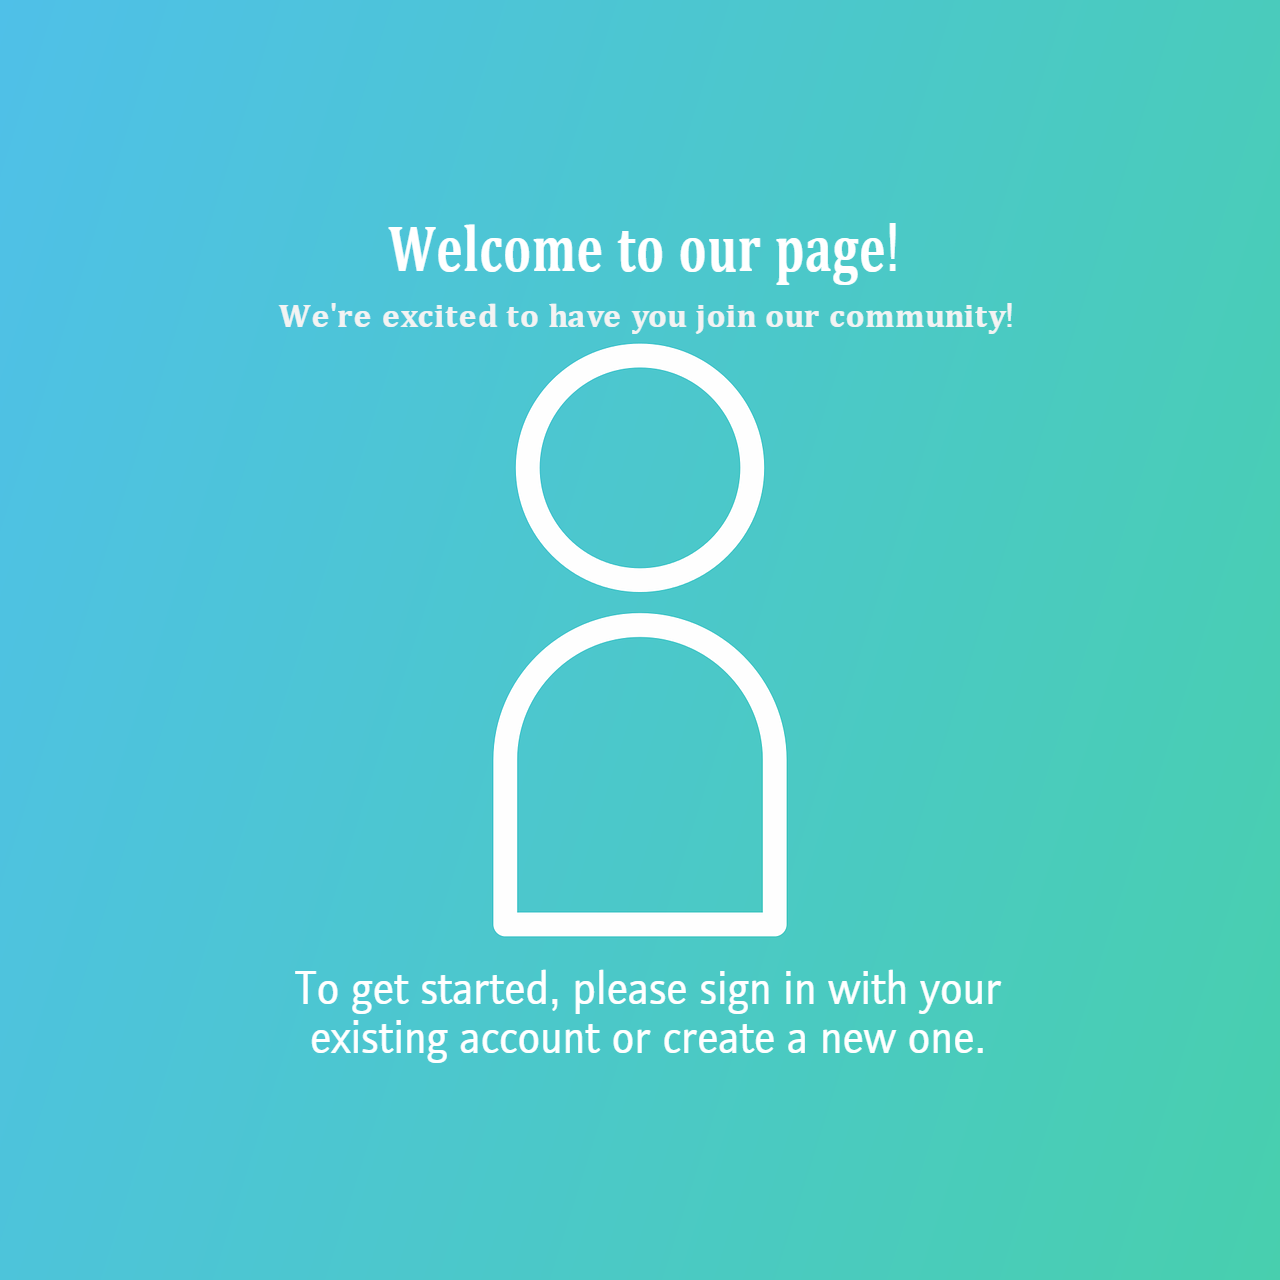 Welcome to our page!
We're excited to have you join our community!
To get started, please sign in with your
existing account or create a new one.